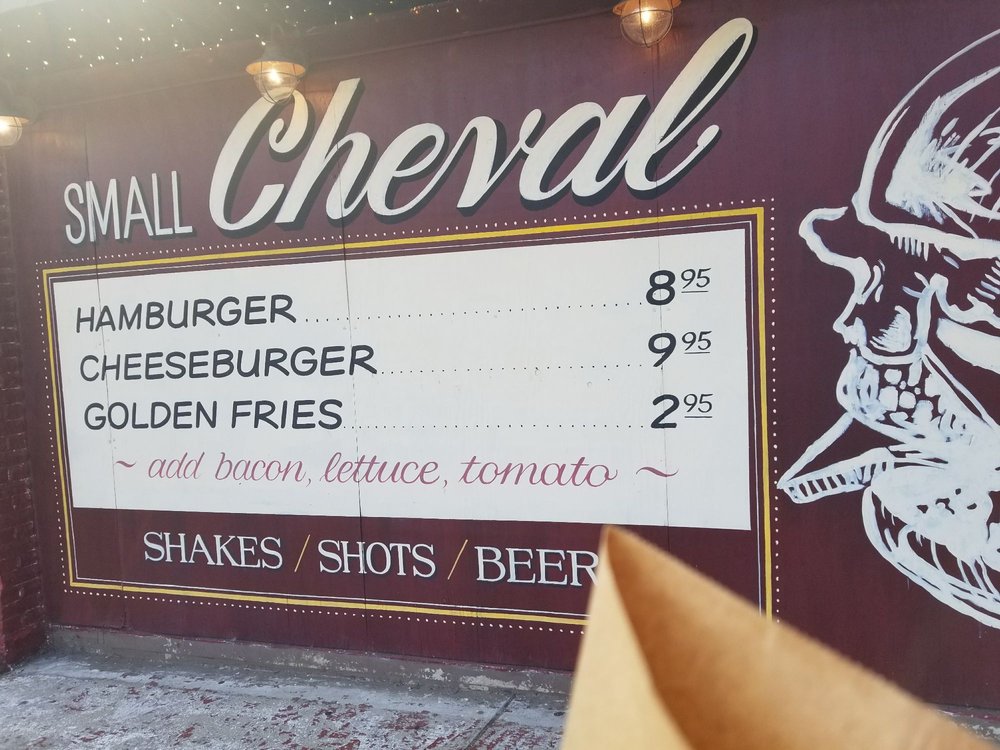 SMALL Cheval
HAMBURGER 8 95
CHEESEBURGER 9 95
GOLDEN FRIES 2 95
~ add bacon, lettuce, tomato ~
SHAKES / SHOTS / BEER